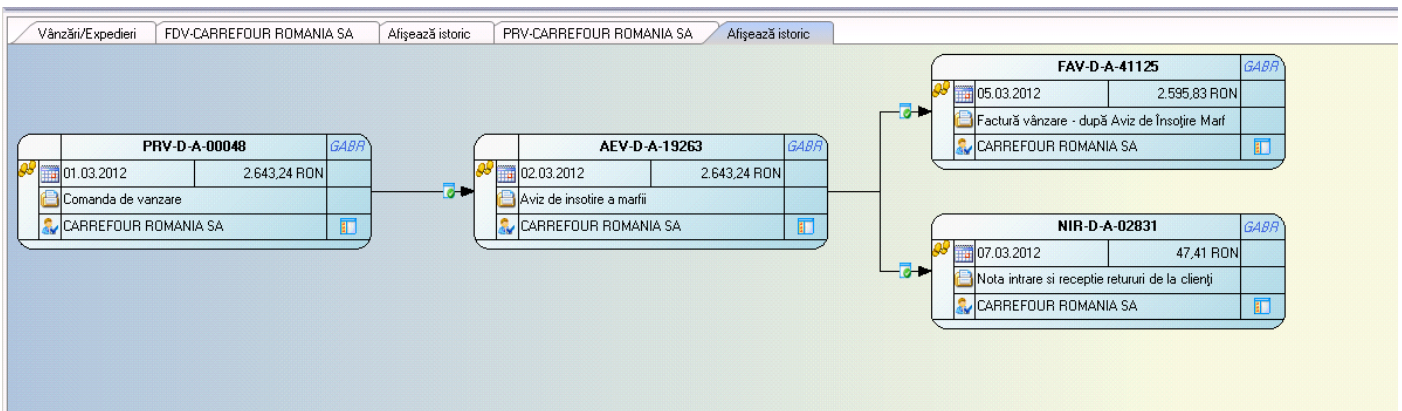 Vânzări/Expedieri
FDV-CARREFOUR ROMANIA SA
Afişează istoric
PRV-CARREFOUR ROMANIA SA
Afişează istoric
PRV-D-A-00048
GABR
01.03.2012
2.643,24 RON
Comanda de vanzare
CARREFOUR ROMANIA SA
AEV-D-A-19263
GABR
02.03.2012
2.643,24 RON
Aviz de insotire a marfii
CARREFOUR ROMANIA SA
FAV-D-A-41125
GABR
05.03.2012
2.595,83 RON
Factură vânzare - după Aviz de Însoţire Marf
CARREFOUR ROMANIA SA
NIR-D-A-02831
GABR
07.03.2012
47,41 RON
Nota intrare si receptie retururi de la clienţi
CARREFOUR ROMANIA SA